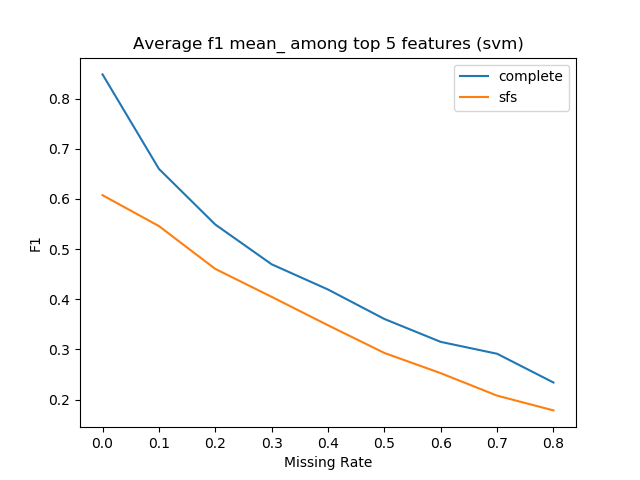 Average f1 mean_ among top 5 features (svm)
complete
sfs
F1
0.8
0.7
0.6
0.5
0.4
0.3
0.2
0.0 0.1 0.2 0.3 0.4 0.5 0.6 0.7 0.8
Missing Rate